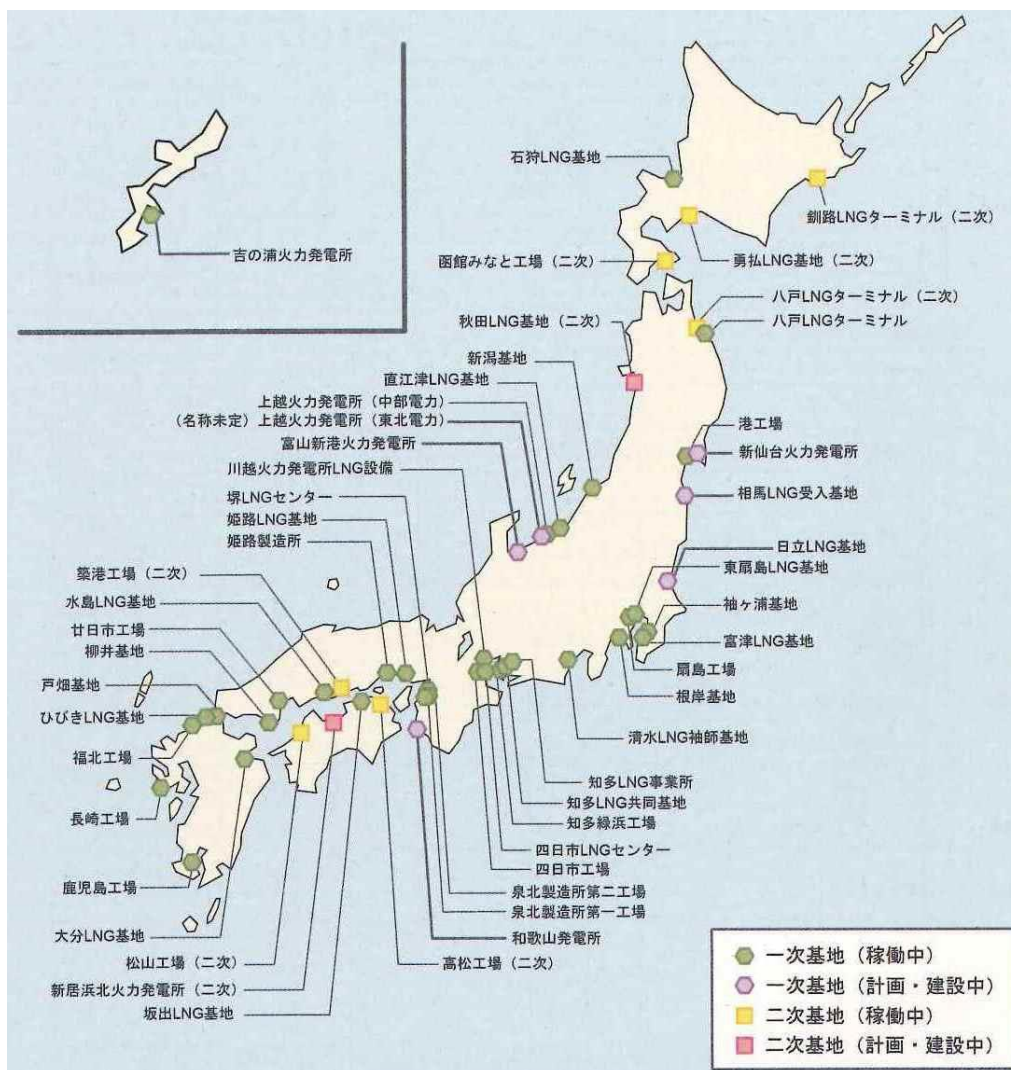 石狩LNG基地
釧路LNGターミナル（二次）
吉の浦火力発電所
函館みなと工場（二次）
勇払LNG基地（二次）
八戸LNGターミナル（二次）
秋田LNG基地（二次）
八戸LNGターミナル
新潟基地
直江津LNG基地
上越火力発電所（中部電力）
（名称未定）上越火力発電所（東北電力）
富山新港火力発電所
川越火力発電所LNG設備
堺LNGセンター
姫路LNG基地
姫路製造所
港工場
新仙台火力発電所
相馬LNG受入基地
日立LNG基地
東扇島LNG基地
袖ヶ浦基地
富津LNG基地
扇島工場
根岸基地
清水LNG袖師基地
築港工場（二次）
水島LNG基地
廿日市工場
柳井基地
戸畑基地
ひびきLNG基地
福北工場
長崎工場
鹿児島工場
大分LNG基地
松山工場（二次）
新居浜北火力発電所（二次）
坂出LNG基地
知多LNG事業所
知多LNG共同基地
知多緑浜工場
四日市LNGセンター
四日市工場
泉北製造所第二工場
泉北製造所第一工場
和歌山発電所
高松工場（二次）
一次基地（稼働中）
一次基地（計画・建設中）
二次基地（稼働中）
二次基地（計画・建設中）